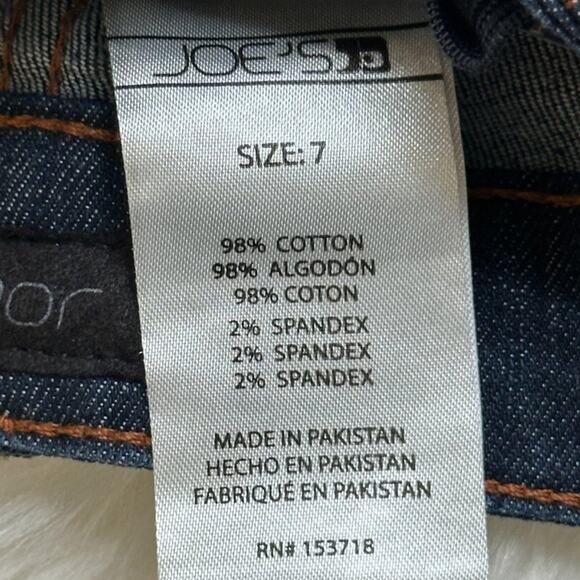 JOE'S
SIZE: 7
98% COTTON
98% ALGODÓN
98% COTON
2% SPANDEX
2% SPANDEX
2% SPANDEX
MADE IN PAKISTAN
HECHO EN PAKISTAN
FABRIQUÉ EN PAKISTAN
RN# 153718